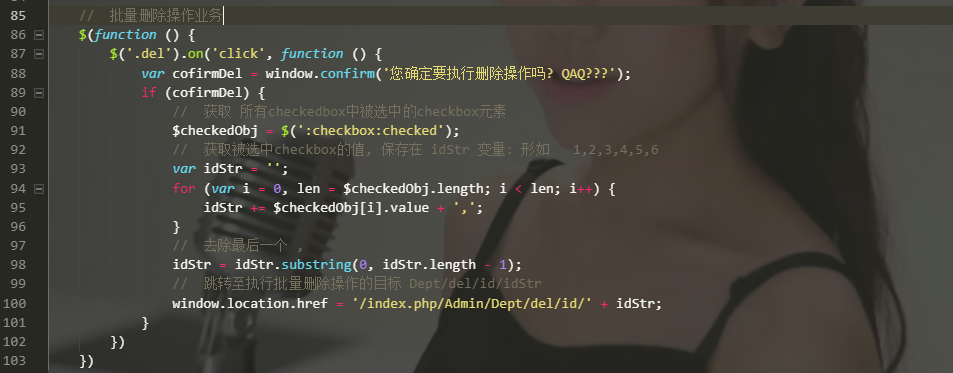 85 // 批量删除操作业务
86 $(function () {
87 $('.del').on('click', function () {
88 var cofirmDel = window.confirm('您确定要执行删除操作吗? QAQ???');
89 if (cofirmDel) {
90 // 获取 所有checkedbox中被选中的checkbox元素
91 $checkedObj = $(':checkbox:checked');
92 // 获取被选中checkbox的值, 保存在 idStr 变量: 形如 1,2,3,4,5,6
93 var idStr = '';
94 for (var i = 0, len = $checkedObj.length; i < len; i++) {
95 idStr += $checkedObj[i].value + ',';
96 }
97 // 去除最后一个 ,
98 idStr = idStr.substring(0, idStr.length - 1);
99 // 跳转至执行批量删除操作的目标 Dept/del/id/idStr
100 window.location.href = '/index.php/Admin/Dept/del/id/' + idStr;
101 }
102 })
103 })